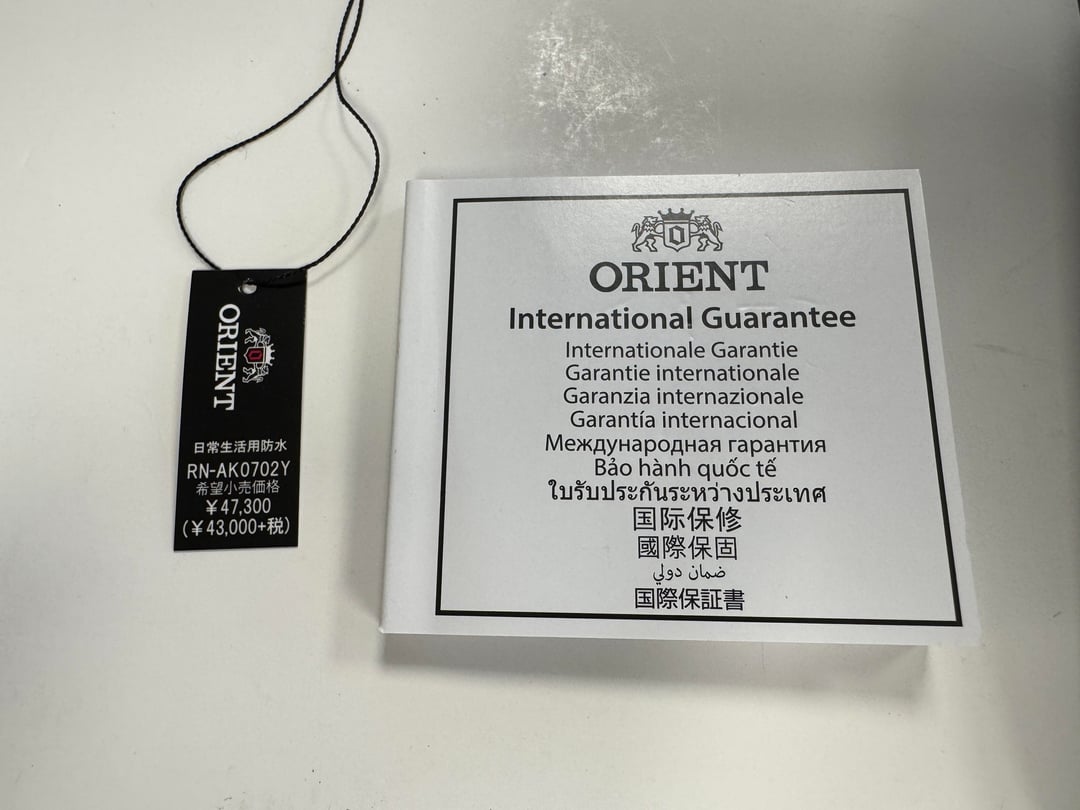 ORIENT
日常生活用防水
RN-AK0702Y
希望小売価格
￥47,300
(￥43,000+税)
ORIENT
International Guarantee
Internationale Garantie
Garantie internationale
Garanzia internazionale
Garantía internacional
Международная гарантия
Bảo hành quốc tế
ใบรับประกันระหว่างประเทศ
国际保修
國際保固
ضمان دولي
国際保証書